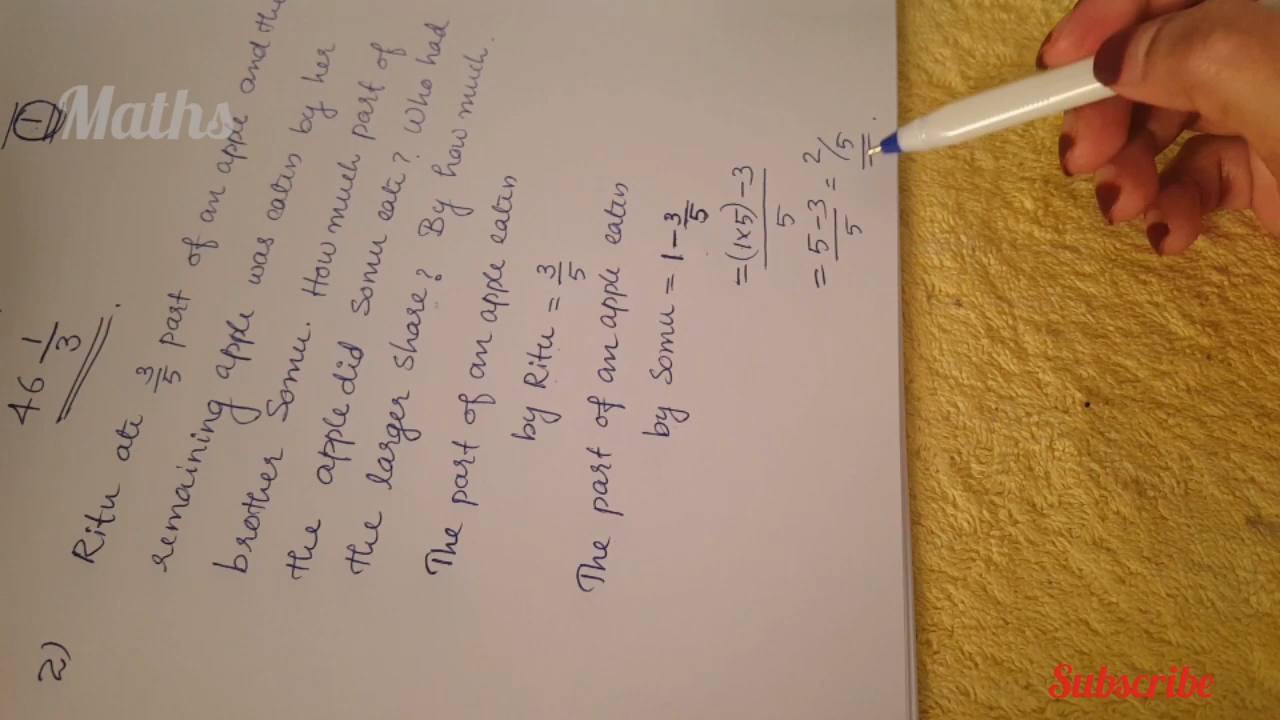 1
Maths
46 1/3
2) Ritu ate 3/5 part of an apple and the
remaining apple was eaten by her
brother Somu. How much part of
the apple did Somu eat? Who had
the larger share? By how much.
The part of an apple eaten
by Ritu = 3/5
The part of an apple eaten
by Somu = 1 - 3/5
= (1×5) - 3 / 5
= 5 - 3 / 5 = 2/5
Subscribe